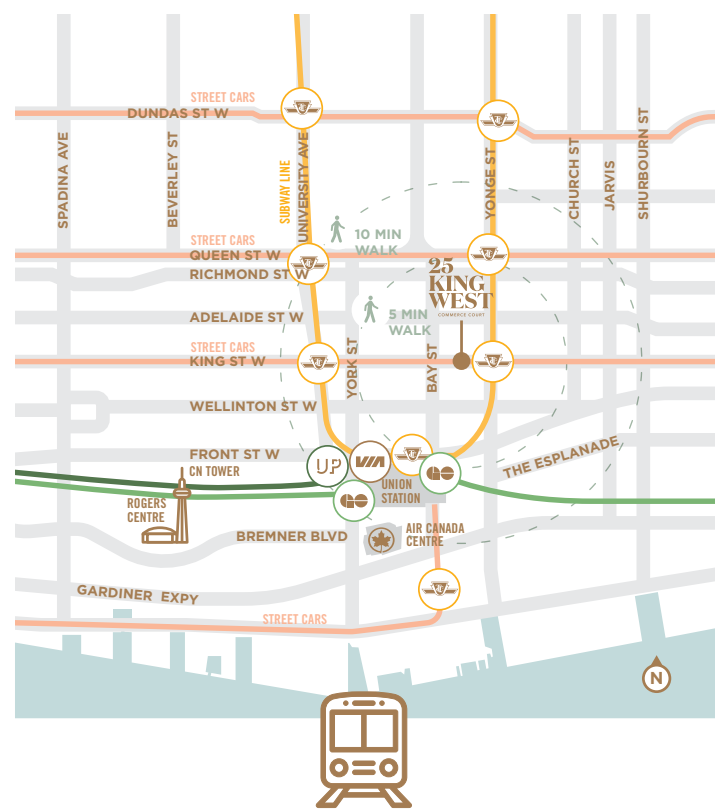 STREET CARS
DUNDAS ST W
SPADINA AVE
BEVERLEY ST
SUBWAY LINE
UNIVERSITY AVE
YONGE ST
CHURCH ST
JARVIS
SHURBOURN ST
10 MIN
WALK
STREET CARS
QUEEN ST W
RICHMOND ST W
25
KING
WEST
COMMERCE COURT
ADELAIDE ST W
5 MIN
WALK
STREET CARS
KING ST W
YORK ST
BAY ST
WELLINTON ST W
FRONT ST W
UP
VIA
GO
THE ESPLANADE
CN TOWER
UNION
STATION
GO
ROGERS
CENTRE
BREMNER BLVD
AIR CANADA
CENTRE
GARDINER EXPY
STREET CARS
N